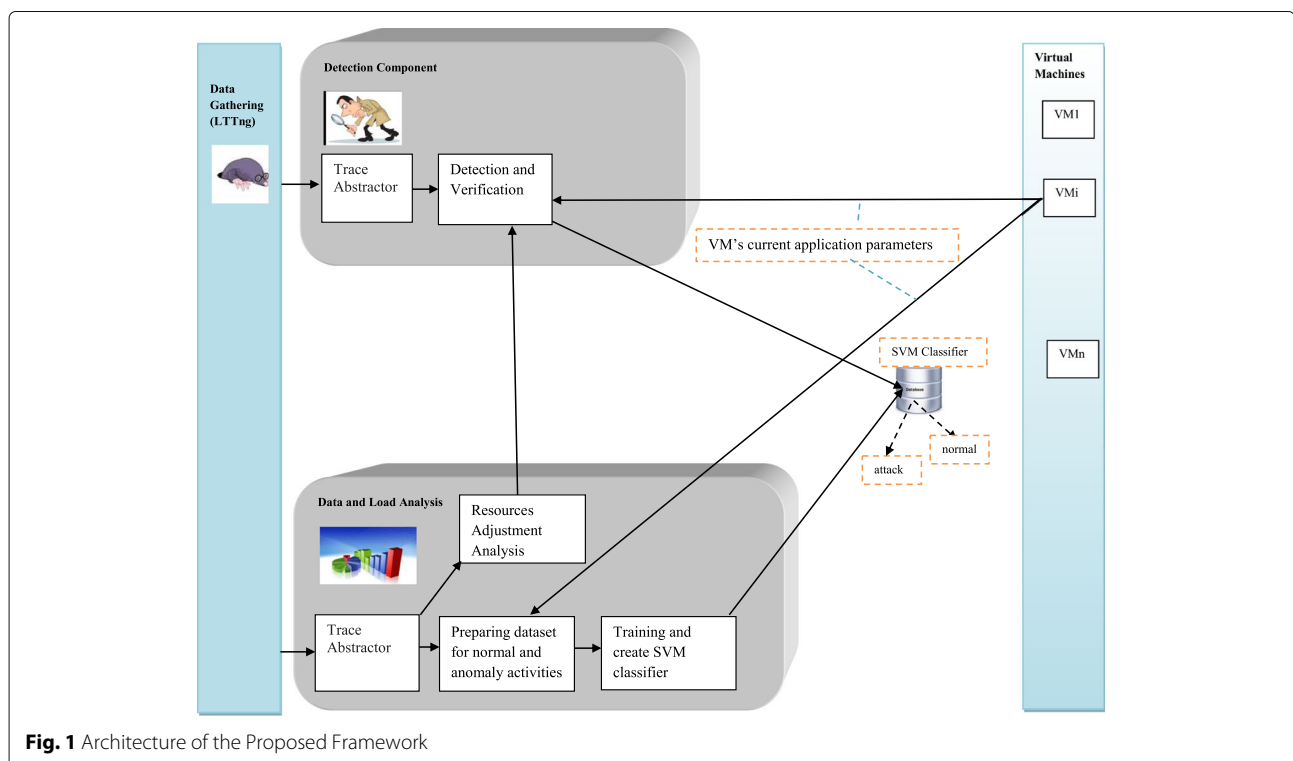 Data
Gathering
(LTTng)
Detection Component
Trace
Abstractor
Detection and
Verification
Virtual
Machines
VM1
VMi
VMn
VM's current application parameters
SVM Classifier
Database
attack
normal
Data and Load Analysis
Resources
Adjustment
Analysis
Trace
Abstractor
Preparing dataset
for normal and
anomaly activities
Training and
create SVM
classifier
Fig. 1 Architecture of the Proposed Framework